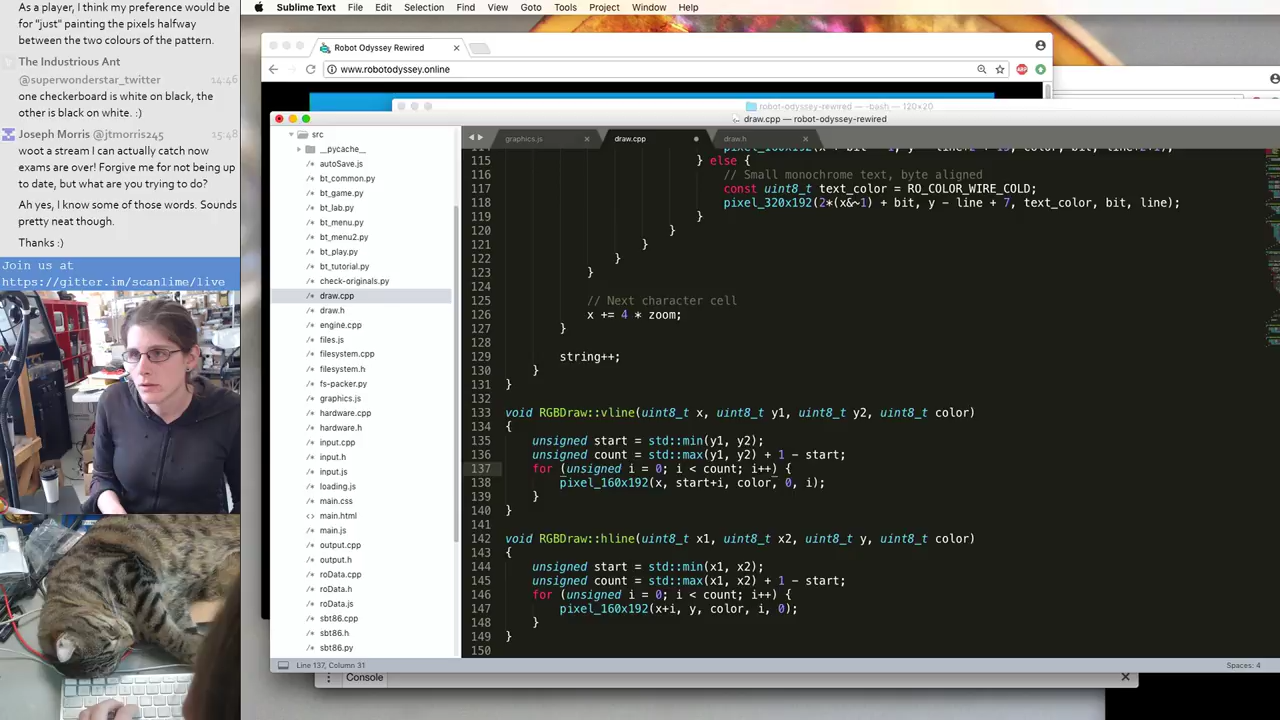 As a player, I think my preference would be
for "just" painting the pixels halfway
between the two colours of the pattern.
The Industrious Ant
@superwonderstar_twitter 14:46
one checkerboard is white on black, the
other is black on white. :)
Joseph Morris @jtmorris245 15:48
woot a stream I can actually catch now
exams are over! Forgive me for not being up
to date, but what are you trying to do?
Ah yes, I know some of those words. Sounds
pretty neat though.
Thanks :)
Join us at
https://gitter.im/scanlime/live
Sublime Text File Edit Selection Find View Goto Tools Project Window Help
Robot Odyssey Rewired
www.robotodyssey.online
robot-odyssey-rewired — -bash — 120×20
draw.cpp — robot-odyssey-rewired
src
__pycache__
autoSave.js
bt_common.py
bt_game.py
bt_lab.py
bt_menu.py
bt_menu2.py
bt_play.py
bt_tutorial.py
check-originals.py
draw.cpp
draw.h
engine.cpp
files.js
filesystem.cpp
filesystem.h
fs-packer.py
graphics.js
hardware.cpp
hardware.h
input.cpp
input.h
input.js
loading.js
main.css
main.html
main.js
output.cpp
output.h
roData.cpp
roData.h
roData.js
sbt86.cpp
sbt86.h
sbt86.py
graphics.js draw.cpp draw.h
115 } else {
116 // Small monochrome text, byte aligned
117 const uint8_t text_color = RO_COLOR_WIRE_COLD;
118 pixel_320x192(2*(x&~1) + bit, y - line + 7, text_color, bit, line);
119 }
120 }
121 }
122 }
123 }
124
125 // Next character cell
126 x += 4 * zoom;
127 }
128
129 string++;
130 }
131 }
132
133 void RGBDraw::vline(uint8_t x, uint8_t y1, uint8_t y2, uint8_t color)
134 {
135 unsigned start = std::min(y1, y2);
136 unsigned count = std::max(y1, y2) + 1 - start;
137 for (unsigned i = 0; i < count; i++) {
138 pixel_160x192(x, start+i, color, 0, i);
139 }
140 }
141
142 void RGBDraw::hline(uint8_t x1, uint8_t x2, uint8_t y, uint8_t color)
143 {
144 unsigned start = std::min(x1, x2);
145 unsigned count = std::max(x1, x2) + 1 - start;
146 for (unsigned i = 0; i < count; i++) {
147 pixel_160x192(x+i, y, color, i, 0);
148 }
149 }
150
Line 137, Column 31
Spaces: 4
Console